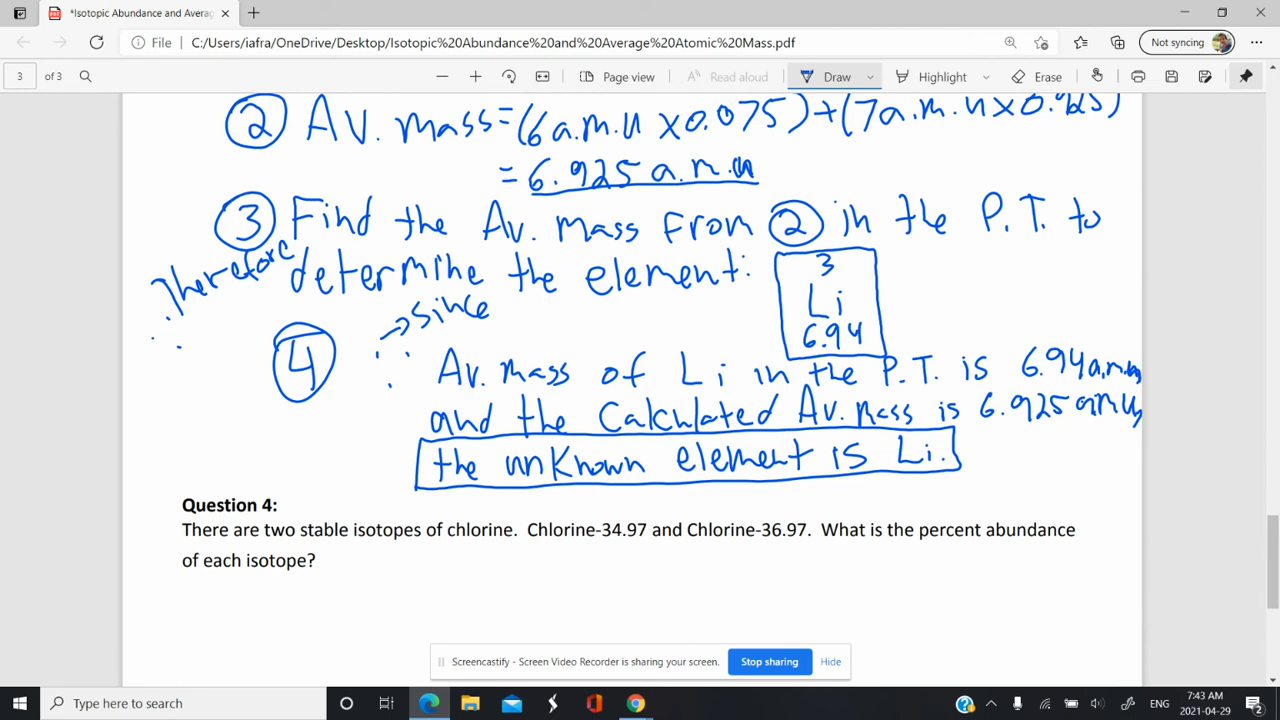 *Isotopic Abundance and Averag
File C:/Users/iafra/OneDrive/Desktop/Isotopic%20Abundance%20and%20Average%20Atomic%20Mass.pdf
Not syncing
3 of 3
Page view
Read aloud
Draw
Highlight
Erase
② Av. mass=(6 a.m.u x0.075)+(7a.m.u x0.925)
= 6.925 a.m.u
③ Find the Av. mass From ② in the P.T. to
∴ Therefore
determine the element:
3
Li
6.94
→ Since
④ ∵ Av. mass of Li in the P.T. is 6.94a.m.u
and the Calculated Av. mass is 6.925 amu,
the unknown element is Li.
Question 4:
There are two stable isotopes of chlorine. Chlorine-34.97 and Chlorine-36.97. What is the percent abundance
of each isotope?
Screencastify - Screen Video Recorder is sharing your screen. Stop sharing Hide
Type here to search
ENG
7:43 AM
2021-04-29
2